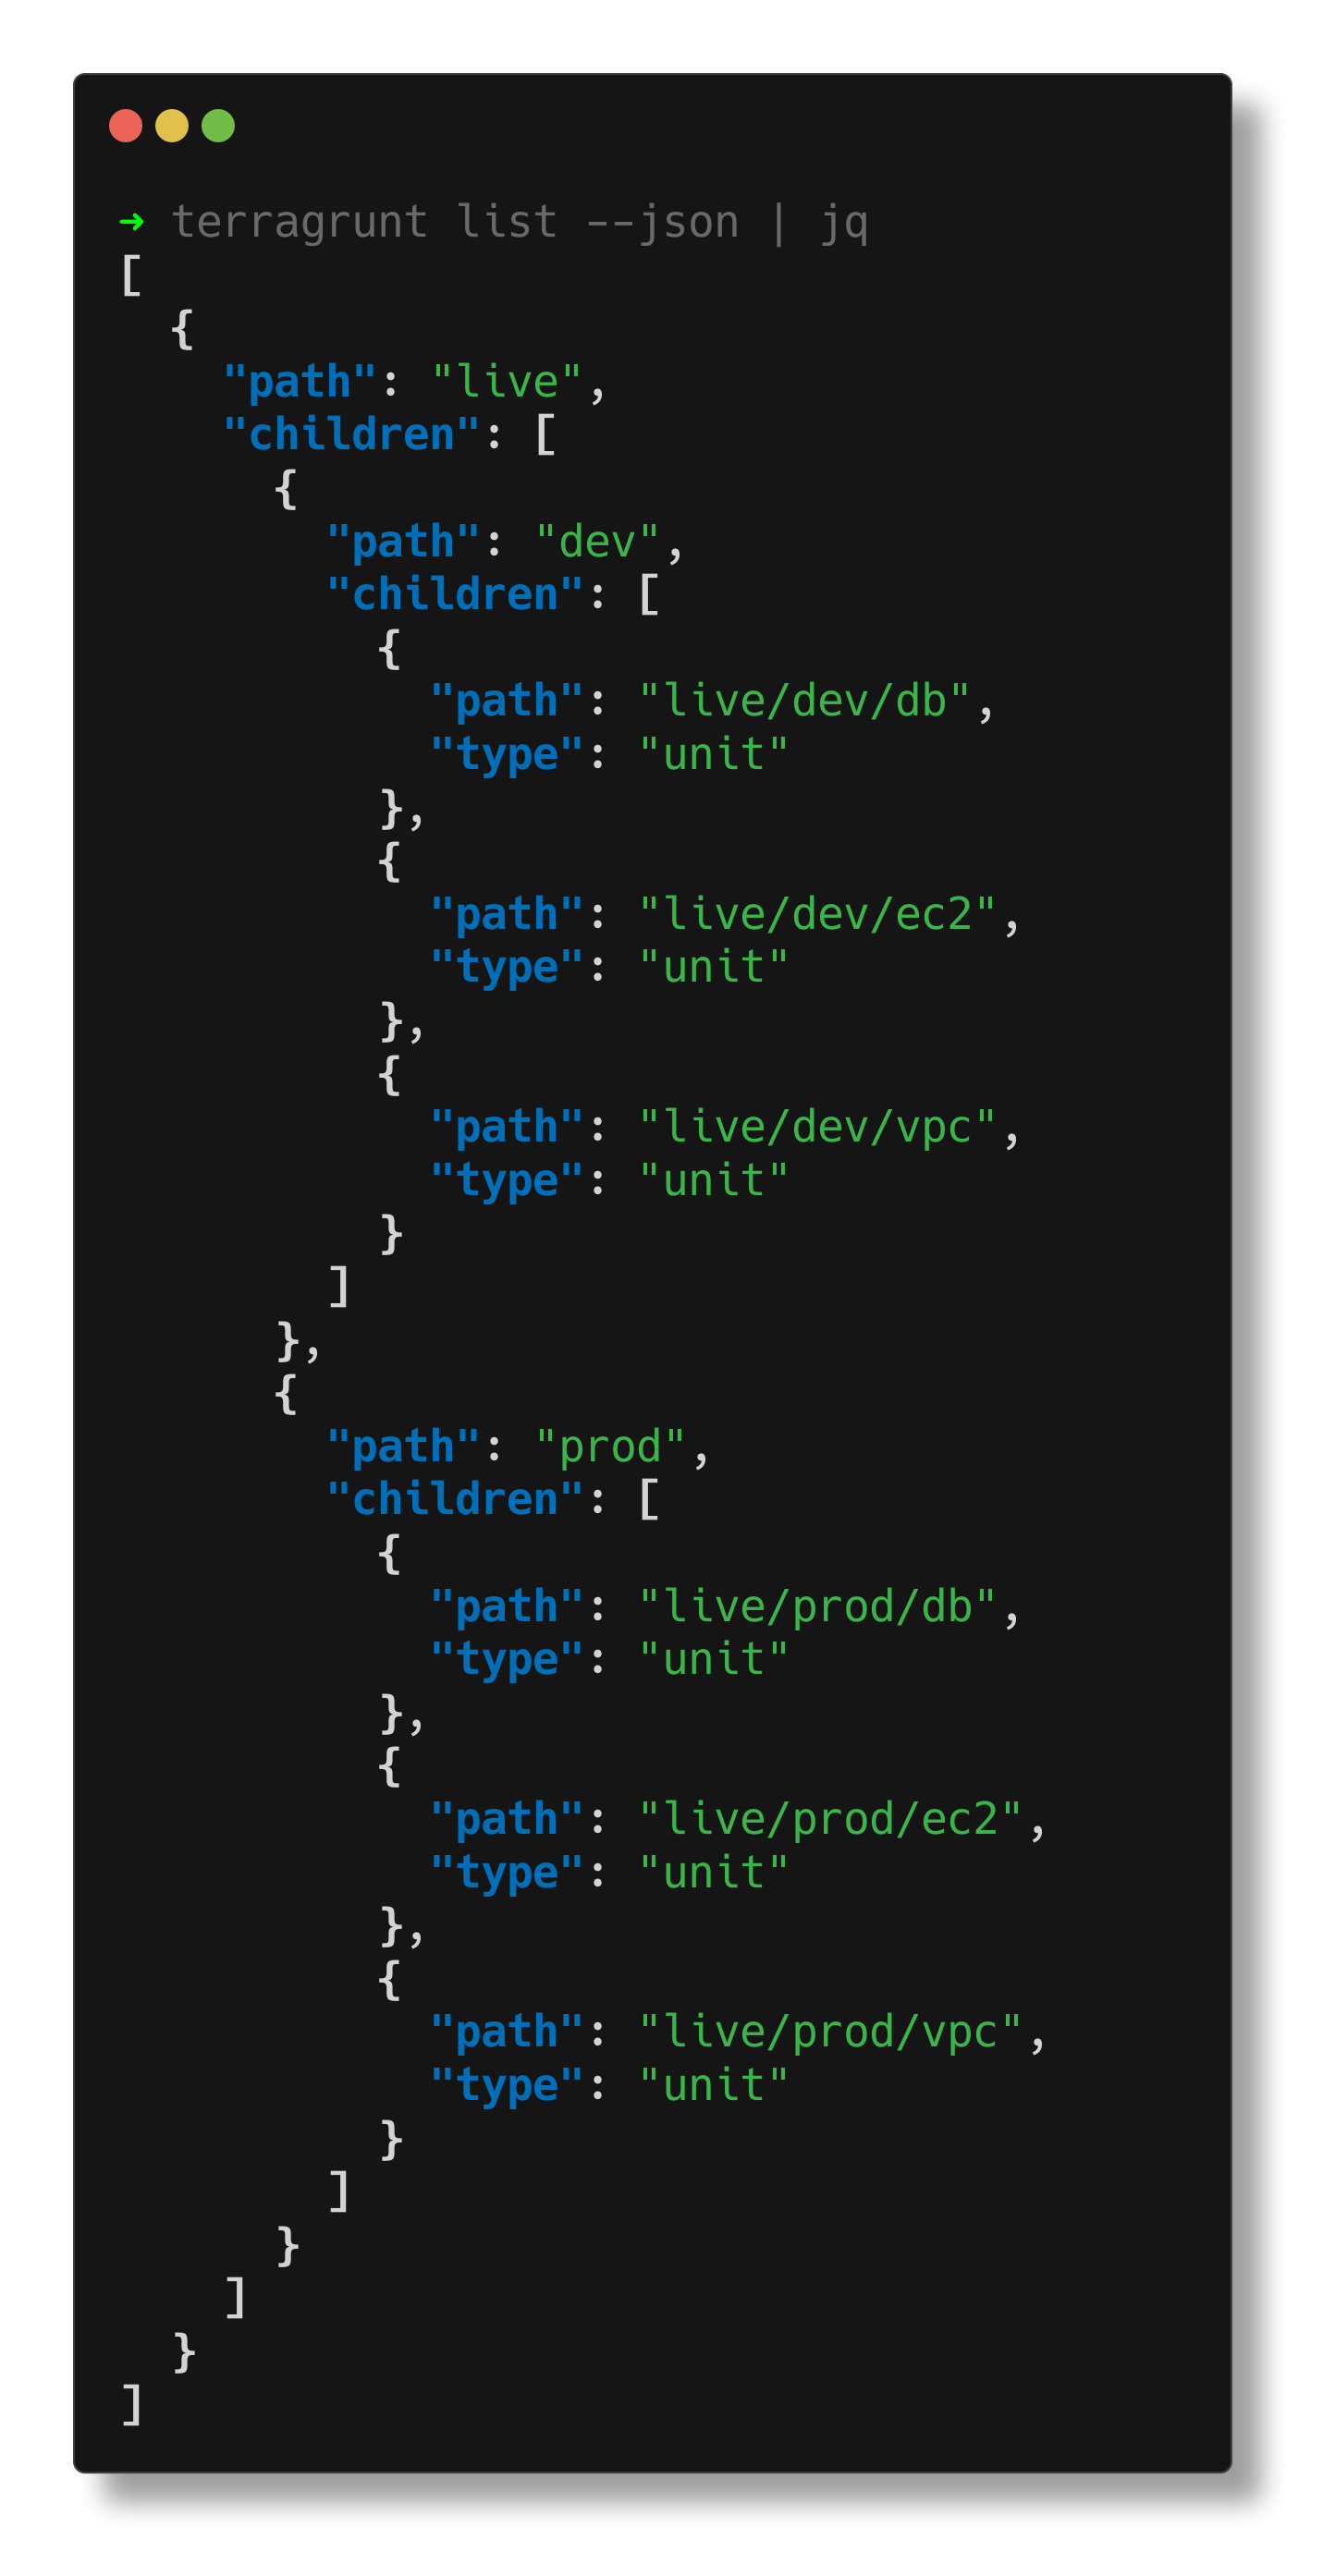 ➜ terragrunt list --json | jq
[
  {
    "path": "live",
    "children": [
      {
        "path": "dev",
        "children": [
          {
            "path": "live/dev/db",
            "type": "unit"
          },
          {
            "path": "live/dev/ec2",
            "type": "unit"
          },
          {
            "path": "live/dev/vpc",
            "type": "unit"
          }
        ]
      },
      {
        "path": "prod",
        "children": [
          {
            "path": "live/prod/db",
            "type": "unit"
          },
          {
            "path": "live/prod/ec2",
            "type": "unit"
          },
          {
            "path": "live/prod/vpc",
            "type": "unit"
          }
        ]
      }
    ]
  }
]